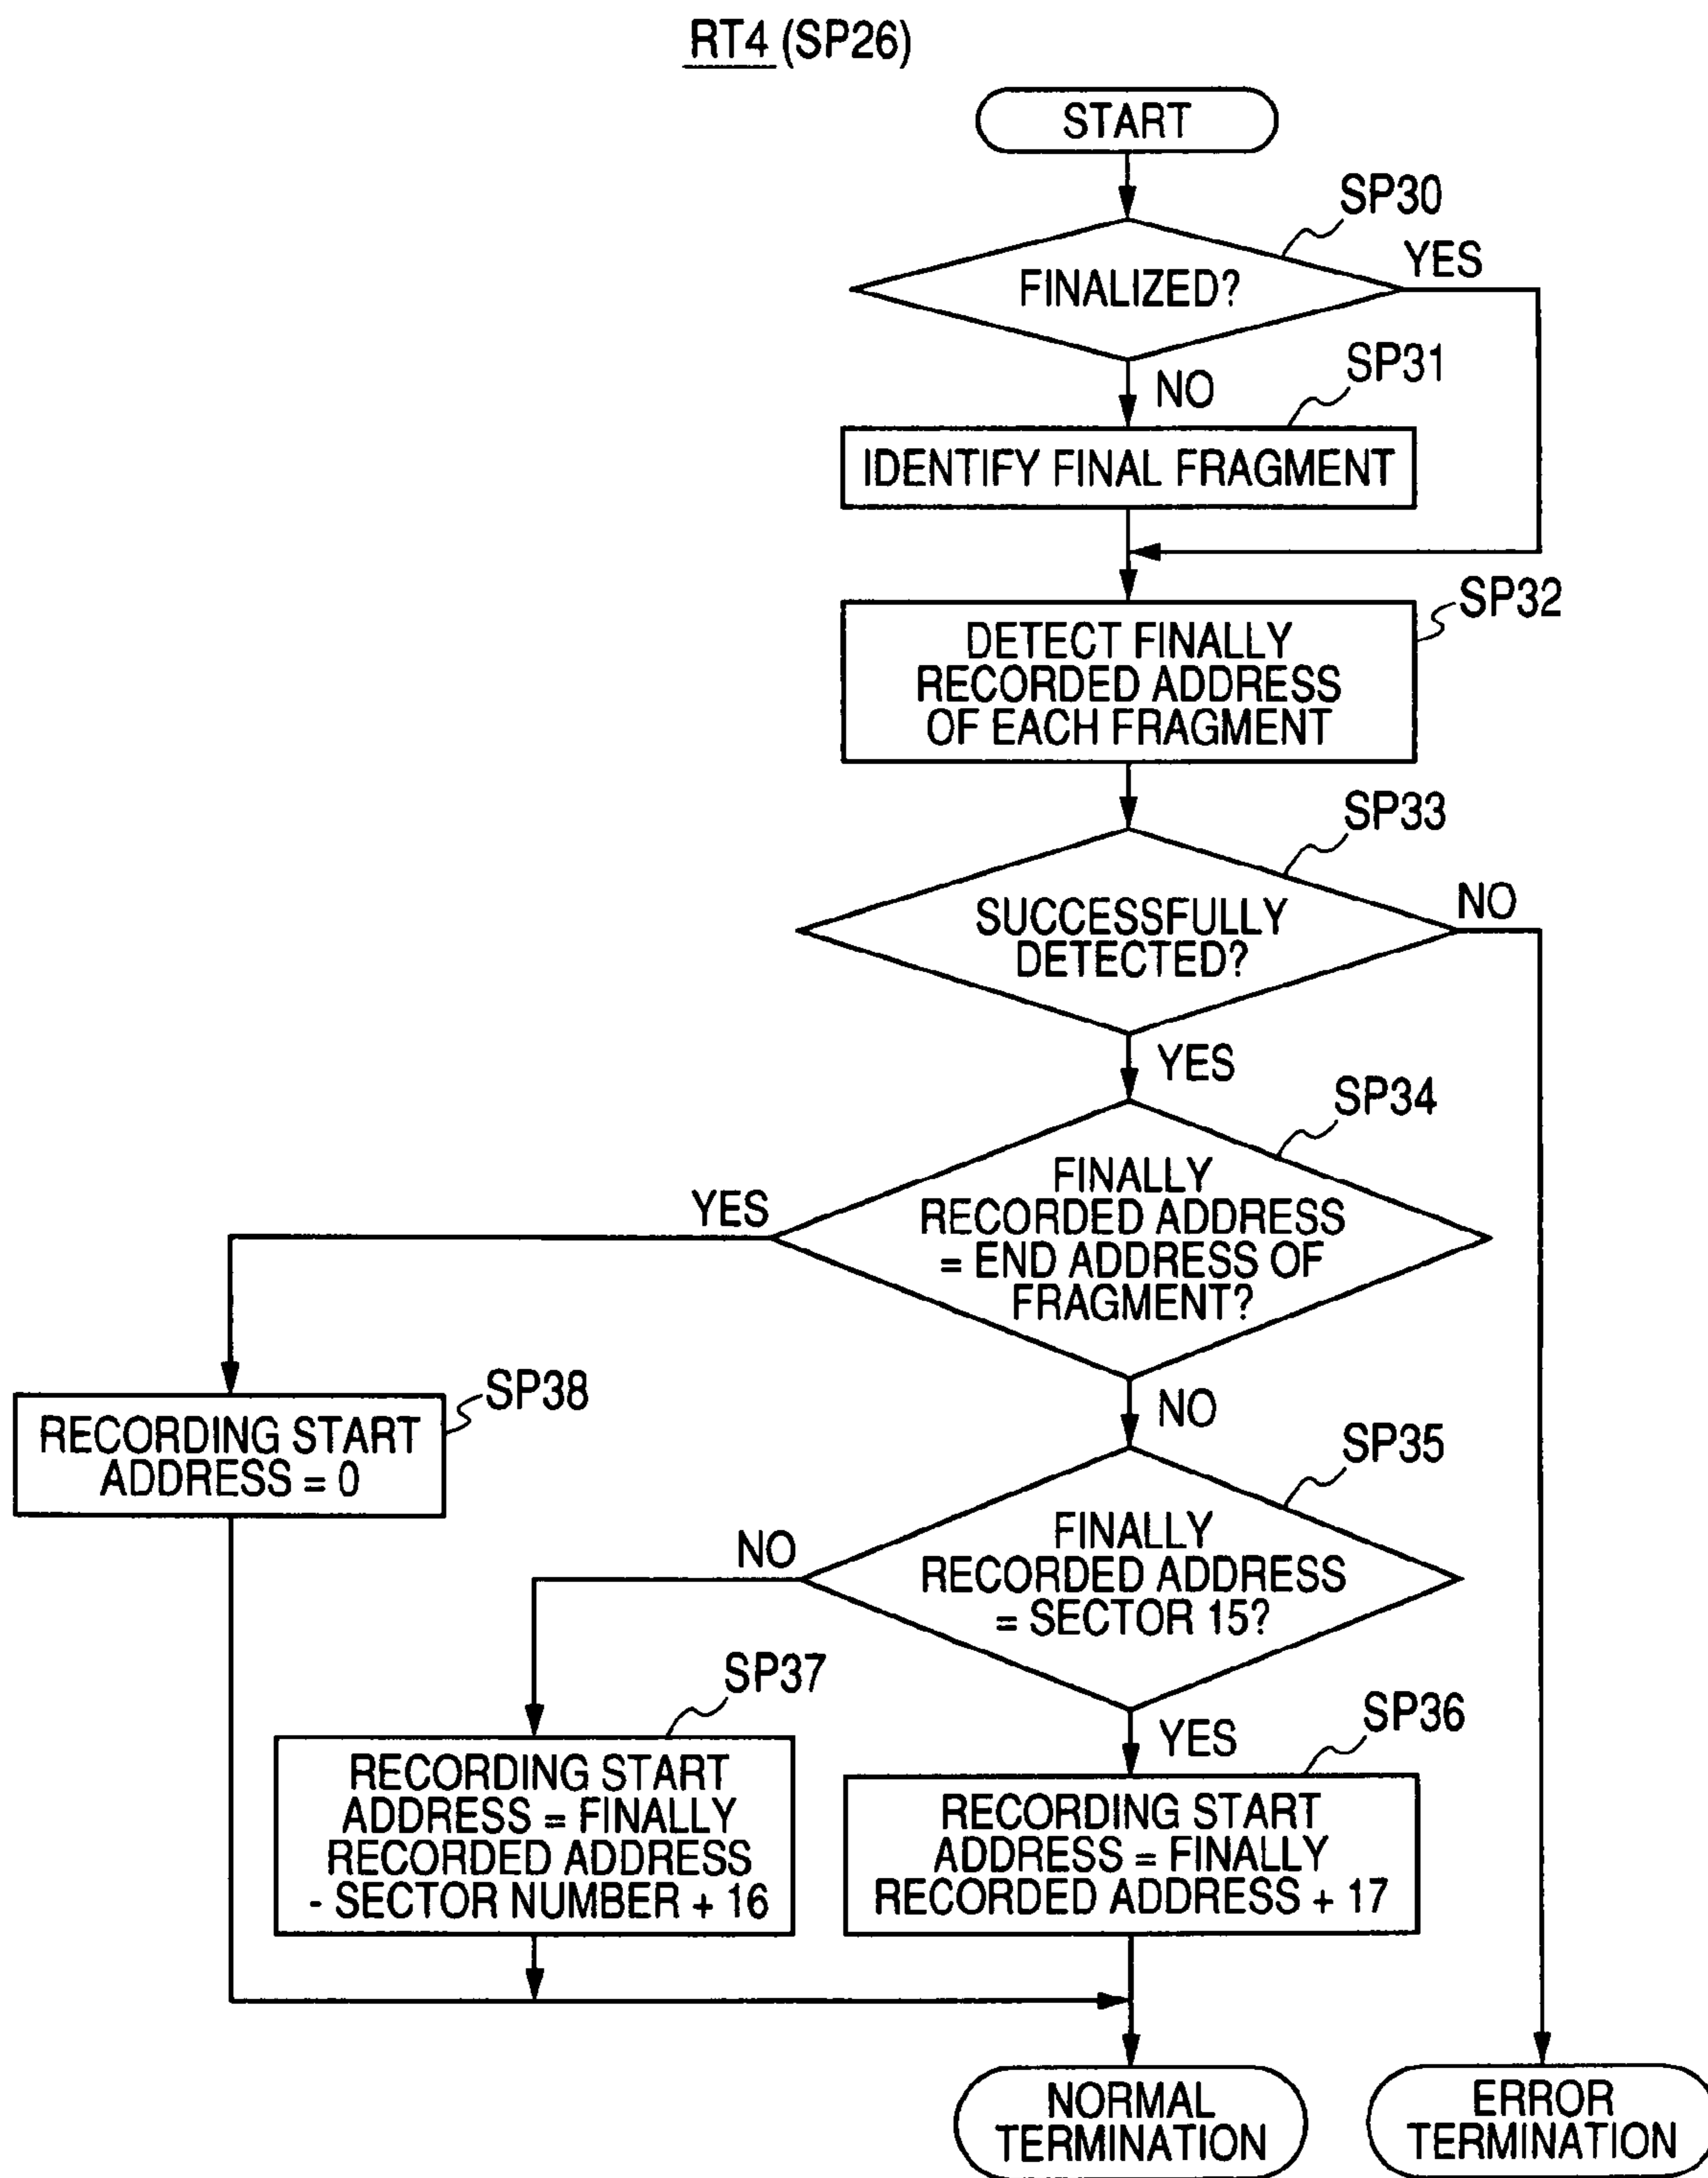 RT4 (SP26)
START
SP30
YES
FINALIZED?
SP31
NO
IDENTIFY FINAL FRAGMENT
SP32
DETECT FINALLY
RECORDED ADDRESS
OF EACH FRAGMENT
SP33
NO
SUCCESSFULLY
DETECTED?
YES
SP34
FINALLY
RECORDED ADDRESS
= END ADDRESS OF
FRAGMENT?
YES
SP38
RECORDING START
ADDRESS = 0
NO
SP35
FINALLY
RECORDED ADDRESS
= SECTOR 15?
NO
SP37
RECORDING START
ADDRESS = FINALLY
RECORDED ADDRESS
- SECTOR NUMBER + 16
YES
SP36
RECORDING START
ADDRESS = FINALLY
RECORDED ADDRESS + 17
NORMAL
TERMINATION
ERROR
TERMINATION